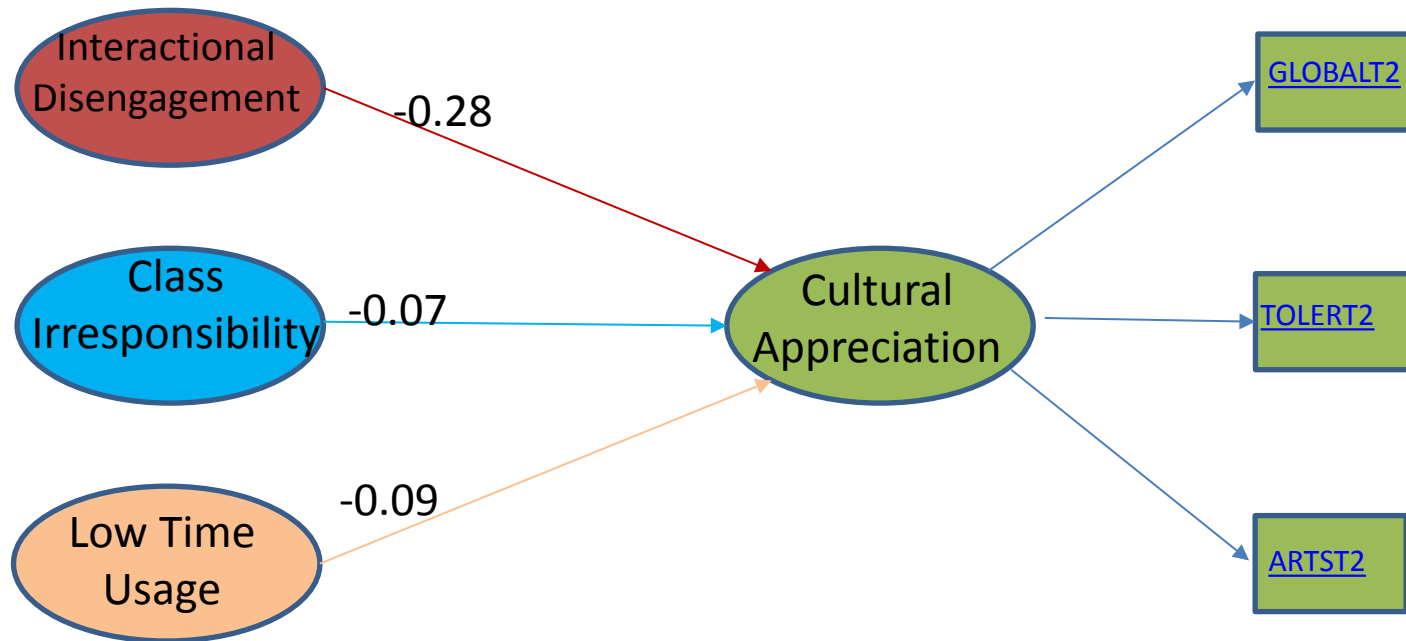 Interactional
Disengagement
-0.28
GLOBALT2
Class
Irresponsibility
-0.07
Cultural
Appreciation
TOLERT2
Low Time
Usage
-0.09
ARTST2